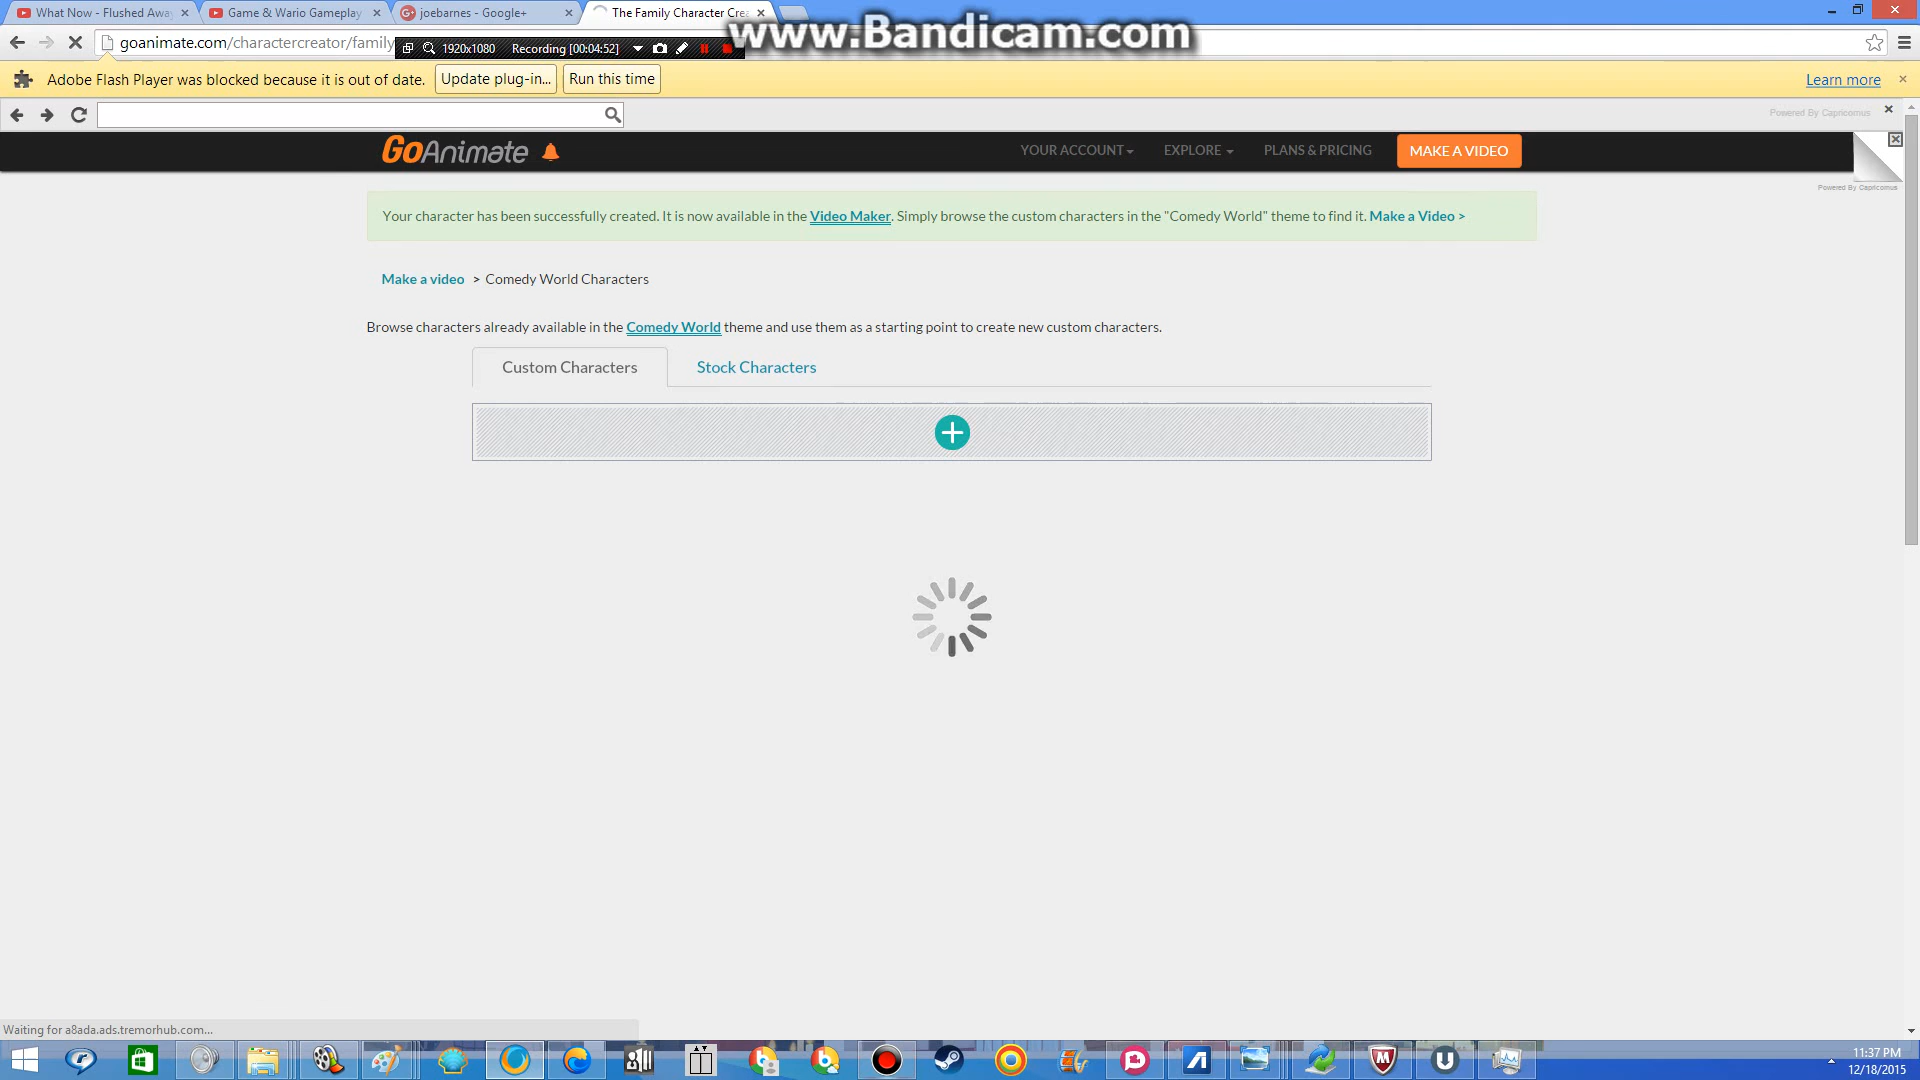 What Now - Flushed Away
Game & Wario Gameplay
joebarnes - Google+
The Family Character Cre
www.Bandicam.com
goanimate.com/charactercreator/family
1920x1080
Recording [00:04:52]
Adobe Flash Player was blocked because it is out of date.
Update plug-in...
Run this time
Learn more
Powered By Capricomus
GoAnimate
YOUR ACCOUNT
EXPLORE
PLANS & PRICING
MAKE A VIDEO
Powered By Capricomus
Your character has been successfully created. It is now available in the Video Maker. Simply browse the custom characters in the "Comedy World" theme to find it. Make a Video >
Make a video > Comedy World Characters
Browse characters already available in the Comedy World theme and use them as a starting point to create new custom characters.
Custom Characters
Stock Characters
Waiting for a8ada.ads.tremorhub.com...
11:37 PM
12/18/2015